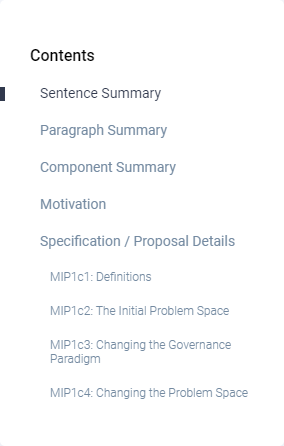 Contents
Sentence Summary
Paragraph Summary
Component Summary
Motivation
Specification / Proposal Details
MIP1c1: Definitions
MIP1c2: The Initial Problem Space
MIP1c3: Changing the Governance
Paradigm
MIP1c4: Changing the Problem Space